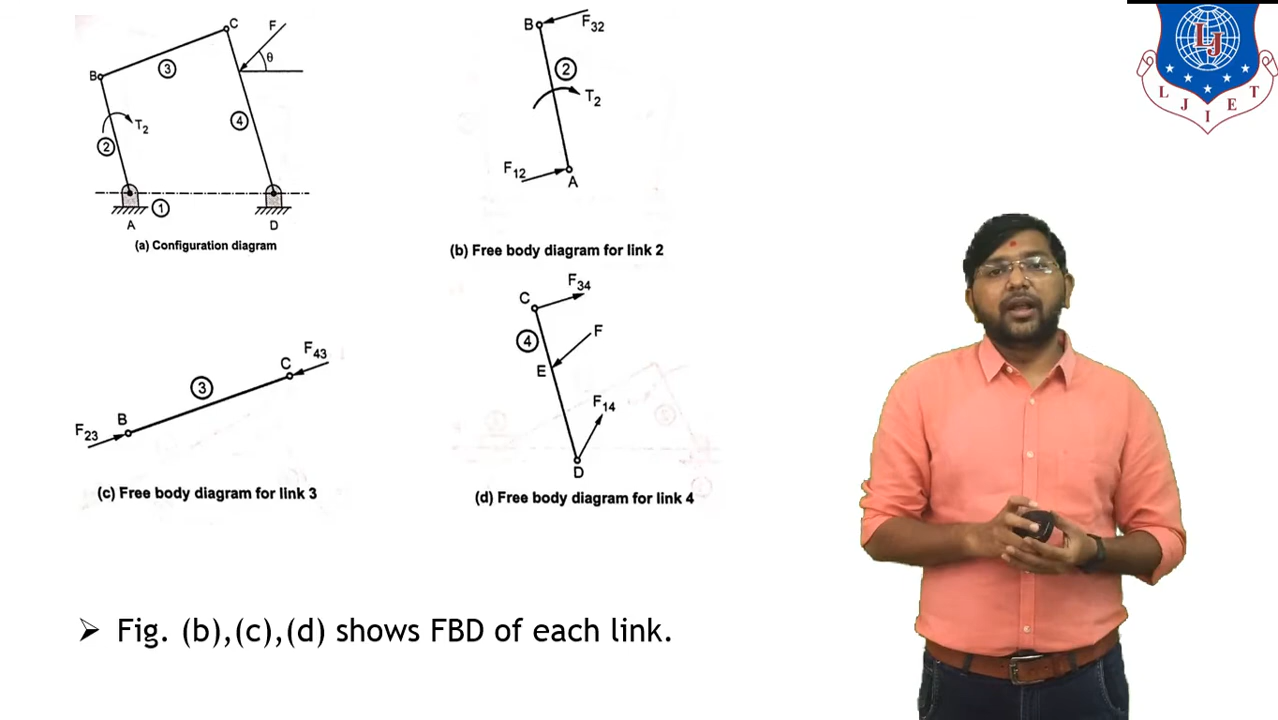 C
F
θ
B
3
T2
4
2
1
A
D
(a) Configuration diagram
B
F32
2
T2
F12
A
(b) Free body diagram for link 2
F43
C
3
B
F23
(c) Free body diagram for link 3
F34
C
4
F
E
F14
D
(d) Free body diagram for link 4
➢ Fig. (b),(c),(d) shows FBD of each link.
LJ
L J I E T